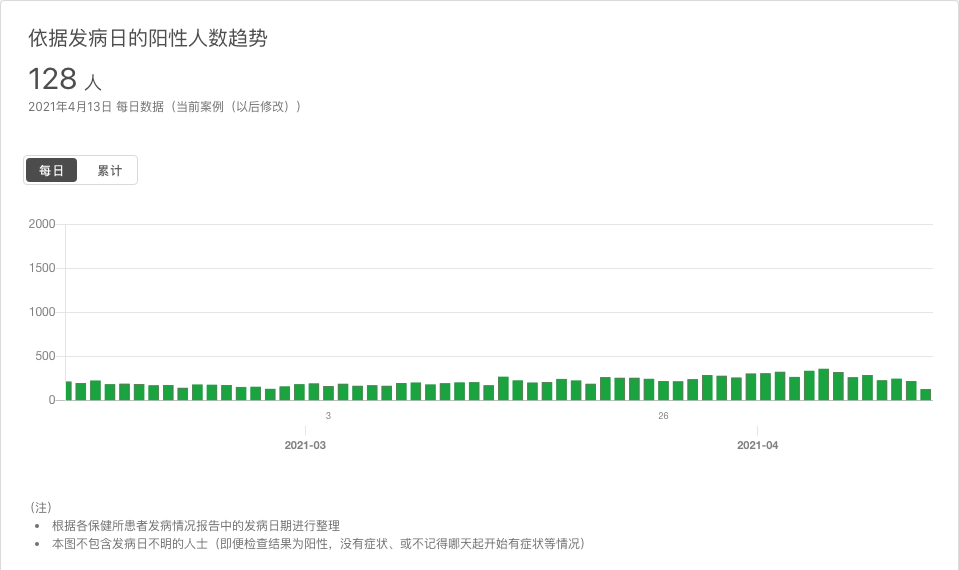 依据发病日的阳性人数趋势
128 人
2021年4月13日 每日数据（当前案例（以后修改））
每日 累计
2000
1500
1000
500
0
3 26
2021-03 2021-04
（注）
• 根据各保健所患者发病情况报告中的发病日期进行整理
• 本图不包含发病日不明的人士（即便检查结果为阳性，没有症状、或不记得哪天起开始有症状等情况）